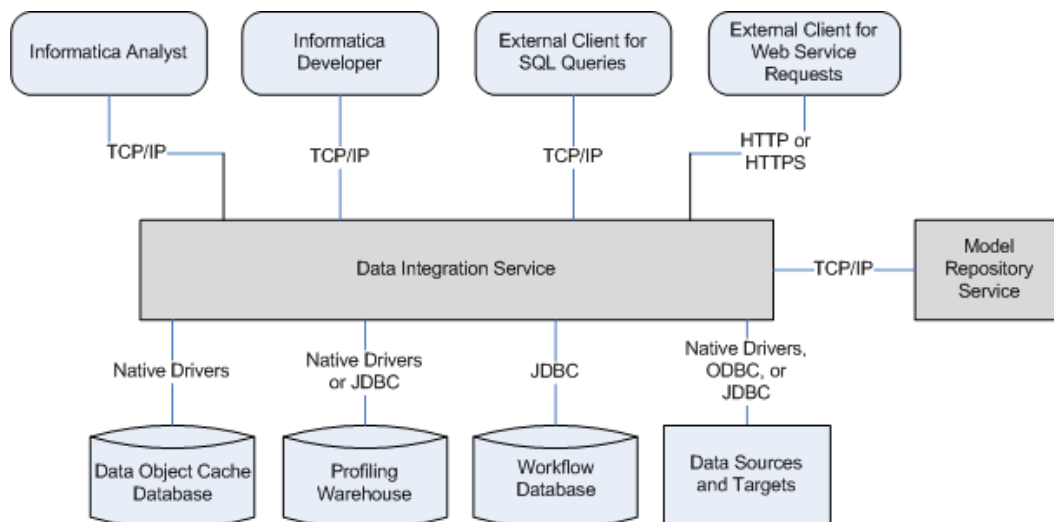 Informatica Analyst
Informatica
Developer
External Client for
SQL Queries
External Client for
Web Service
Requests
TCP/IP
TCP/IP
TCP/IP
HTTP or
HTTPS
Data Integration Service
TCP/IP
Model
Repository
Service
Native Drivers
Native Drivers
or JDBC
JDBC
Native Drivers,
ODBC, or
JDBC
Data Object Cache
Database
Profiling
Warehouse
Workflow
Database
Data Sources
and Targets